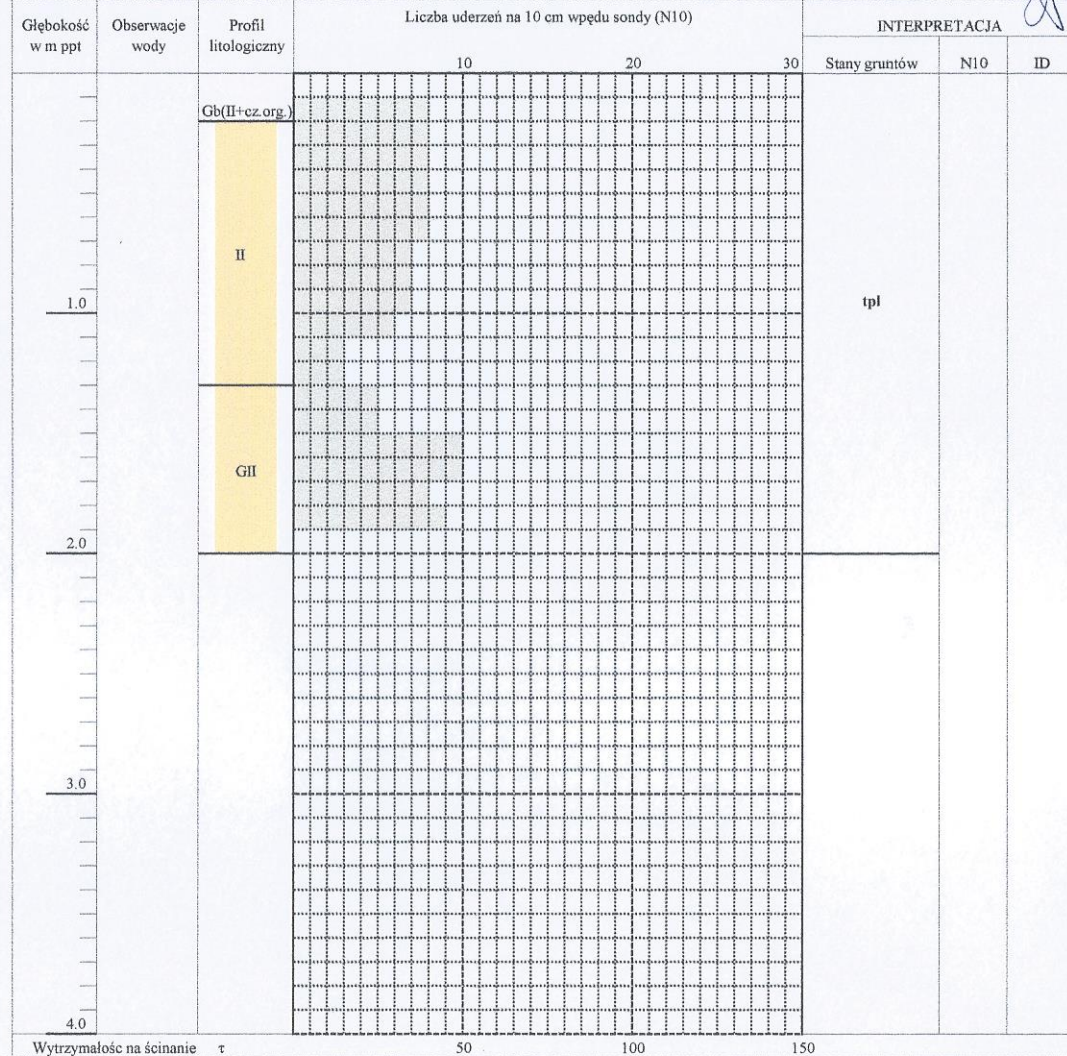 Głębokość
w m ppt
Obserwacje
wody
Profil
litologiczny
Liczba uderzeń na 10 cm wpędu sondy (N10)
10 20 30
INTERPRETACJA
Stany gruntów N10 ID
Gb(II+cz.org.)
II
1.0
tpl
GII
2.0
3.0
4.0
Wytrzymałośc na ścinanie τ 50 100 150